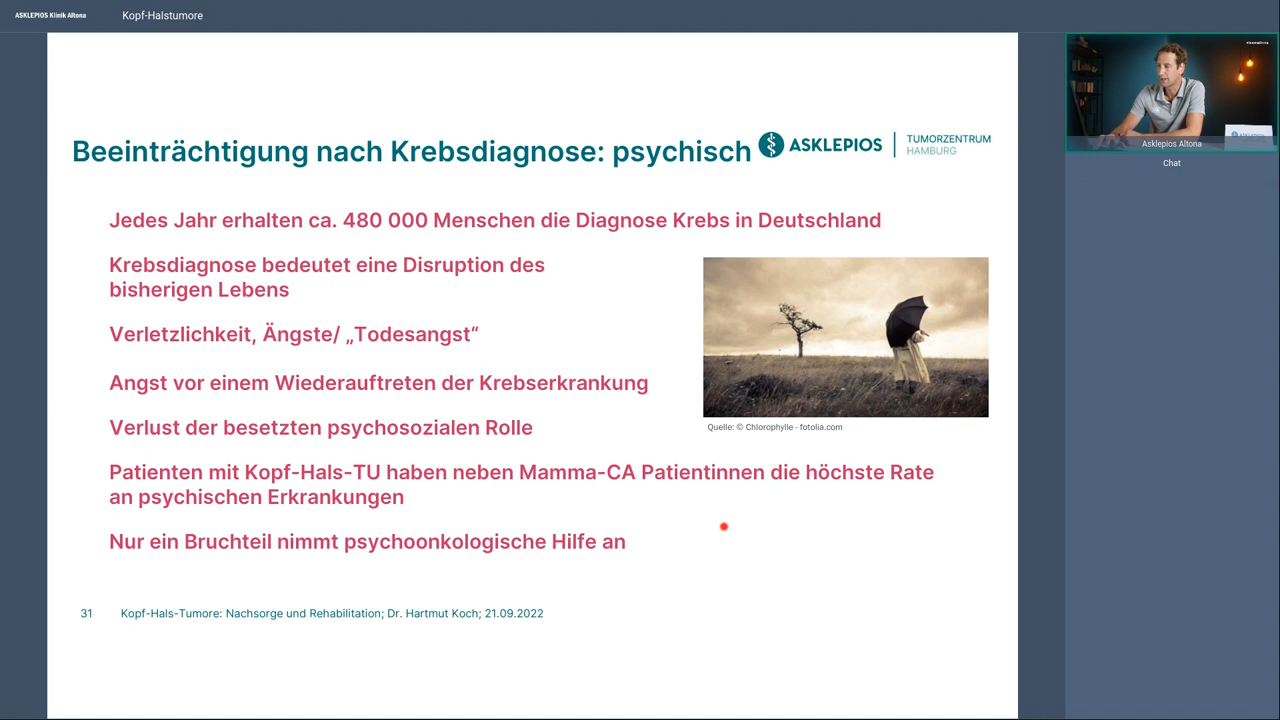 ASKLEPIOS Klinik Altona
Kopf-Halstumore
Beeinträchtigung nach Krebsdiagnose: psychisch
ASKLEPIOS
TUMORZENTRUM
HAMBURG
Jedes Jahr erhalten ca. 480 000 Menschen die Diagnose Krebs in Deutschland
Krebsdiagnose bedeutet eine Disruption des
bisherigen Lebens
Verletzlichkeit, Ängste/ „Todesangst“
Angst vor einem Wiederauftreten der Krebserkrankung
Quelle: © Chlorophylle - fotolia.com
Verlust der besetzten psychosozialen Rolle
Patienten mit Kopf-Hals-TU haben neben Mamma-CA Patientinnen die höchste Rate
an psychischen Erkrankungen
Nur ein Bruchteil nimmt psychoonkologische Hilfe an
31 Kopf-Hals-Tumore: Nachsorge und Rehabilitation; Dr. Hartmut Koch; 21.09.2022
Asklepios Altona
Chat